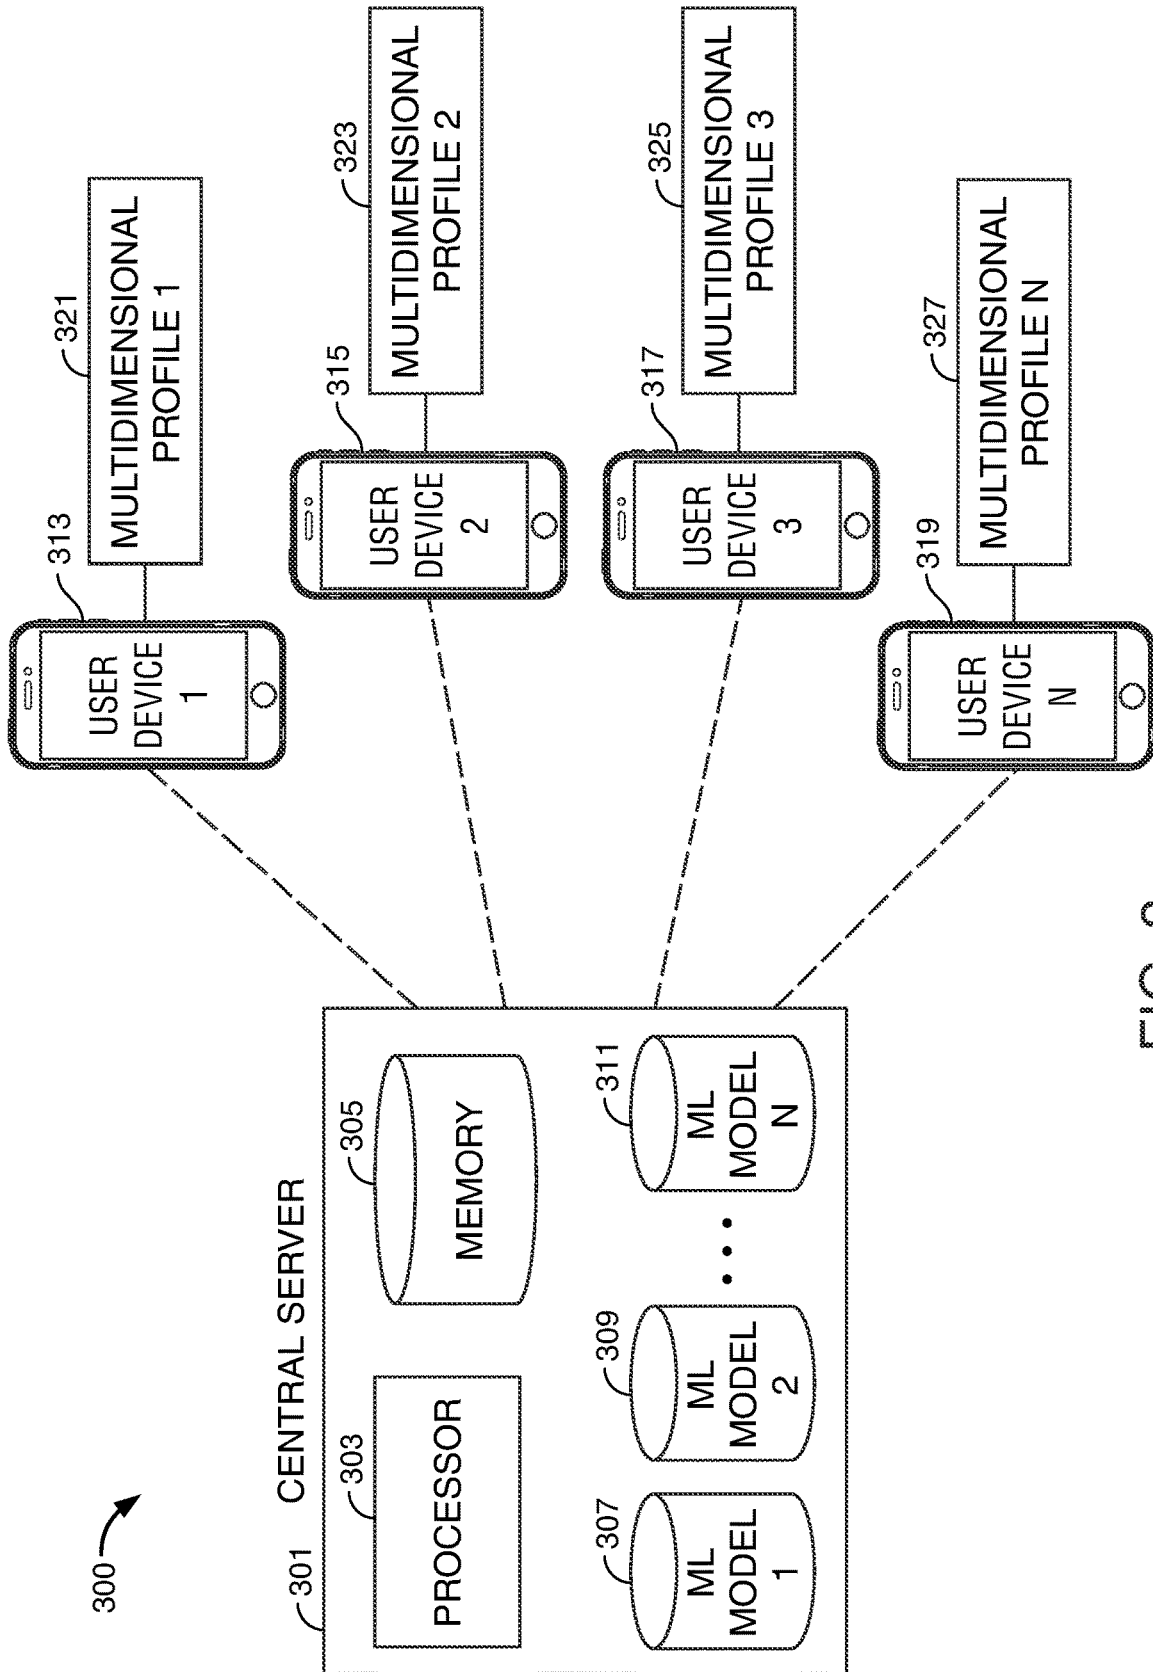 300
CENTRAL SERVER
301
303
PROCESSOR
305
MEMORY
307
ML
MODEL
1
309
ML
MODEL
2
311
ML
MODEL
N
313
USER
DEVICE
1
321
MULTIDIMENSIONAL
PROFILE 1
315
USER
DEVICE
2
323
MULTIDIMENSIONAL
PROFILE 2
317
USER
DEVICE
3
325
MULTIDIMENSIONAL
PROFILE 3
319
USER
DEVICE
N
327
MULTIDIMENSIONAL
PROFILE N